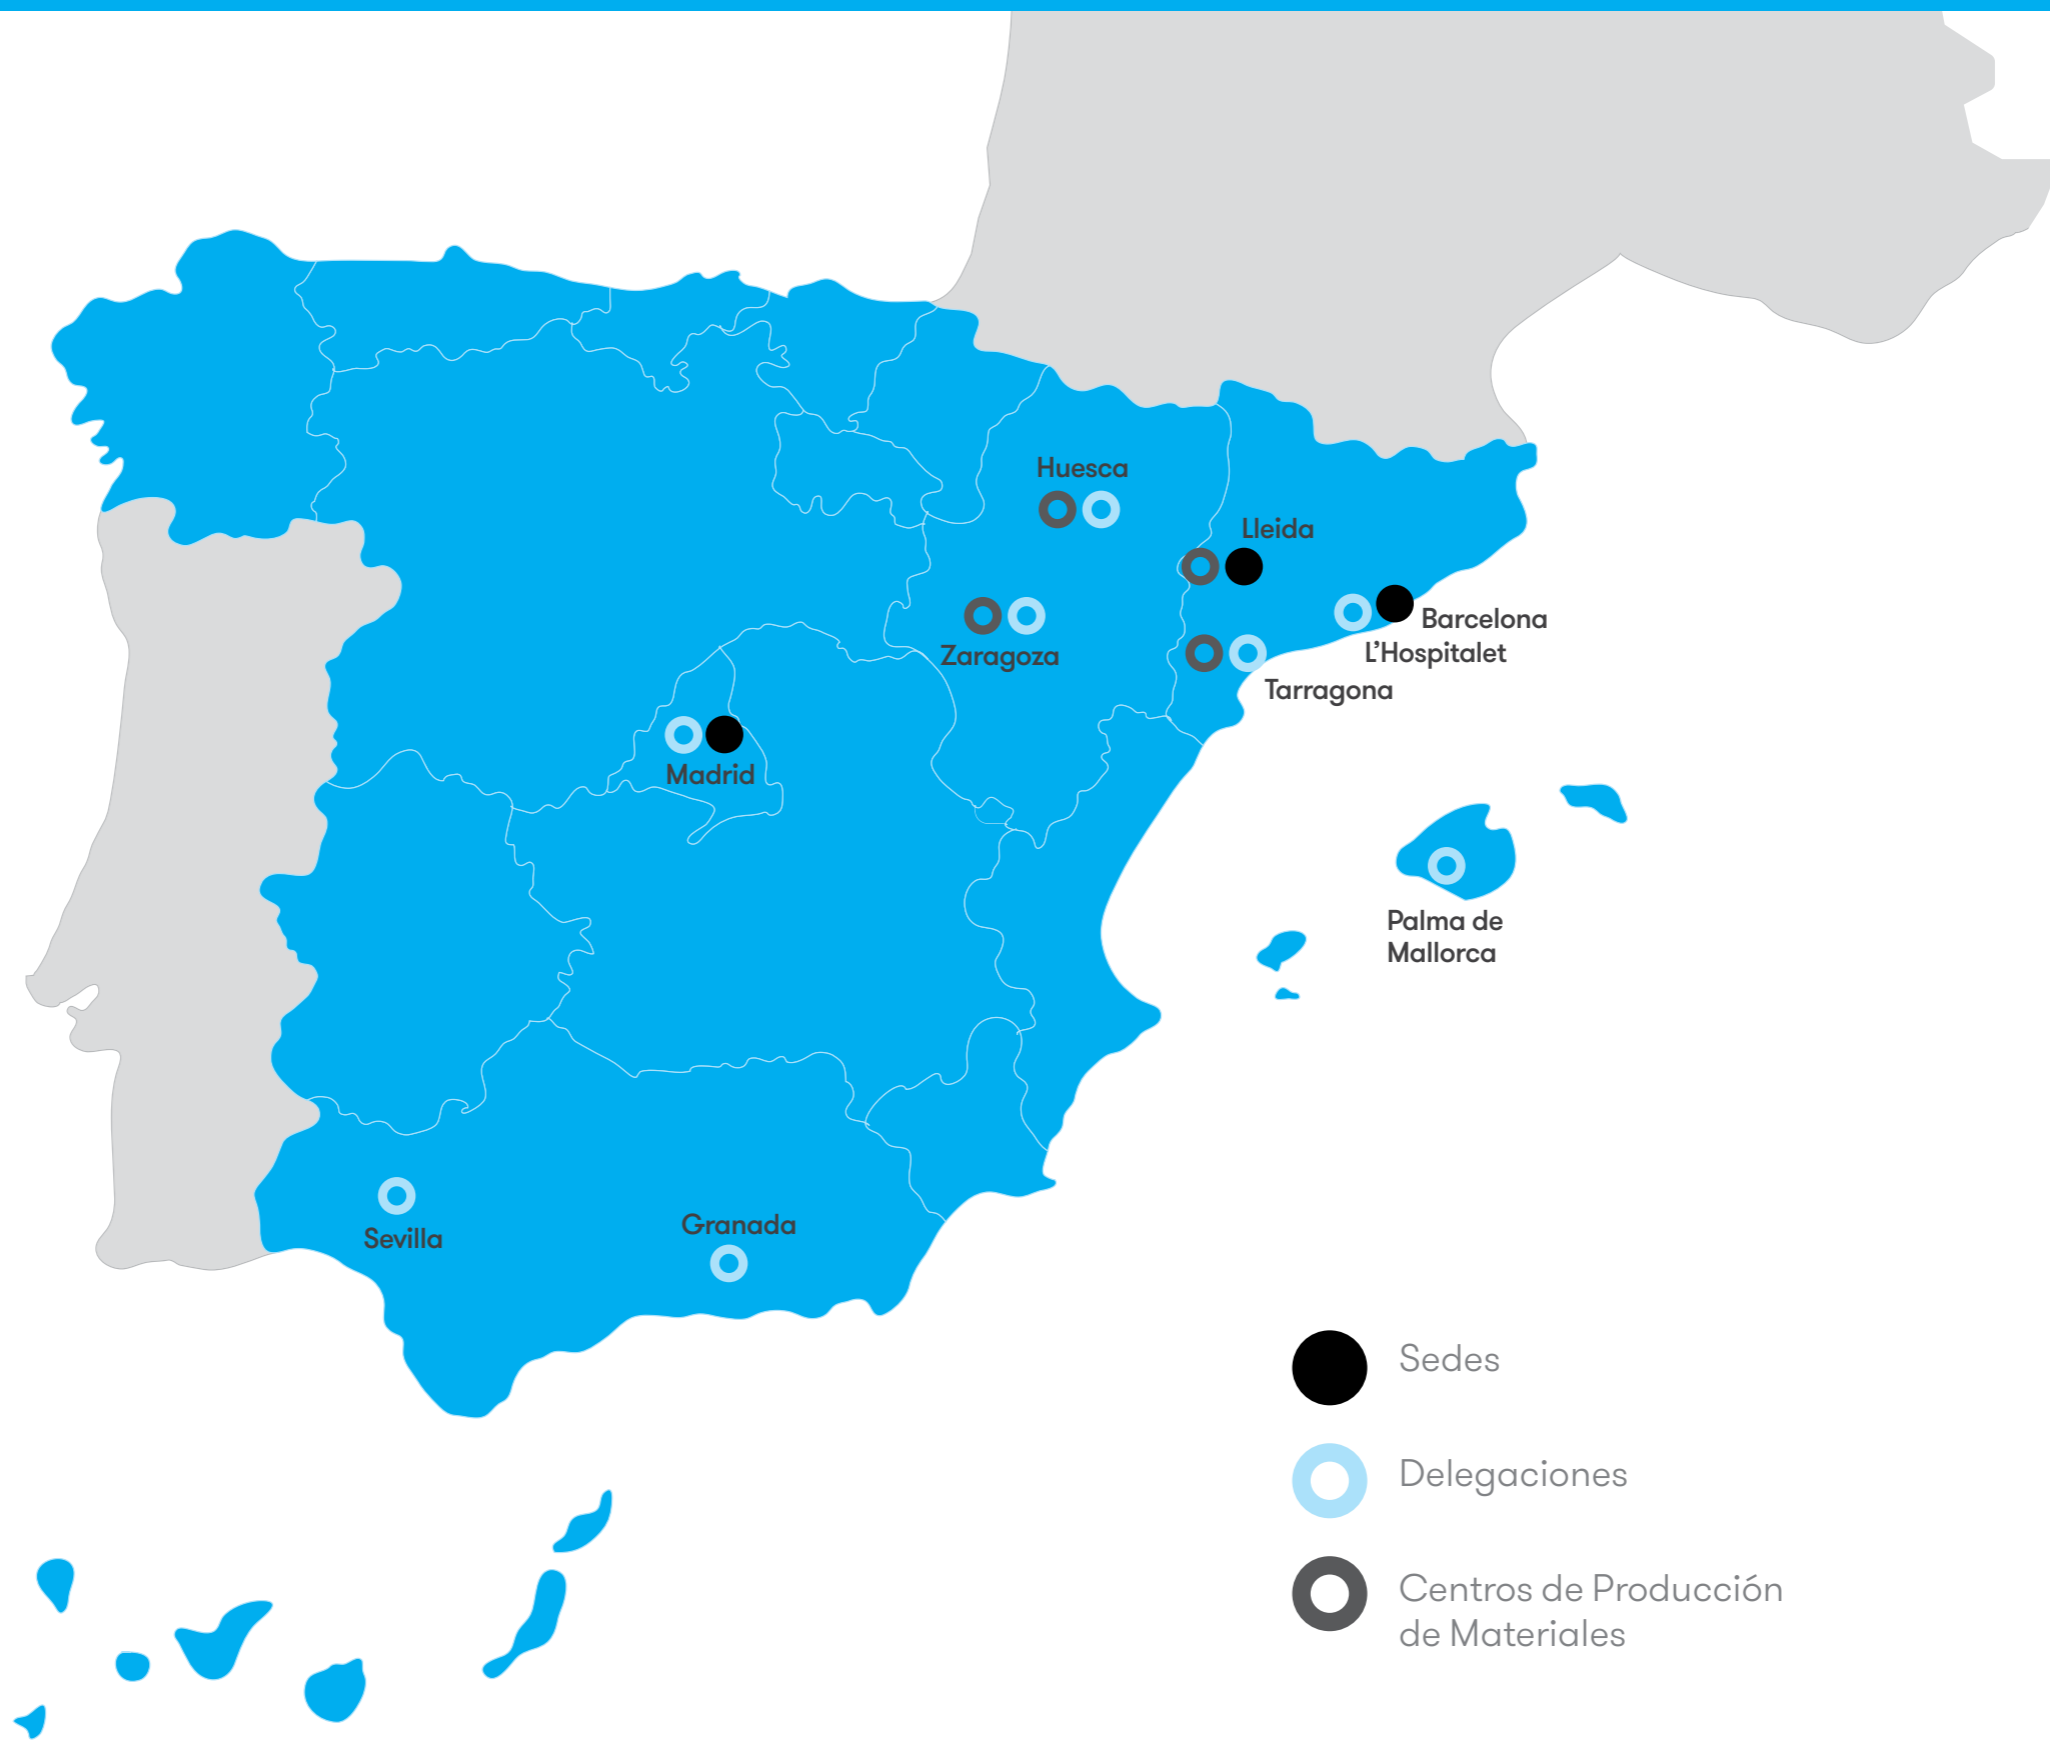 Huesca
Lleida
Barcelona
L'Hospitalet
Zaragoza
Tarragona
Madrid
Palma de
Mallorca
Sevilla
Granada
Sedes
Delegaciones
Centros de Producción
de Materiales